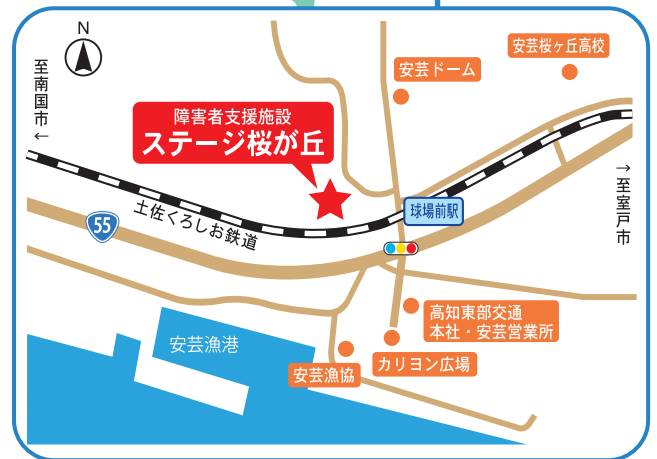 N
至南国市←
安芸ドーム
安芸桜ヶ丘高校
障害者支援施設
ステージ桜が丘
→至室戸市
球場前駅
55
土佐くろしお鉄道
高知東部交通
本社・安芸営業所
安芸漁港
カリヨン広場
安芸漁協